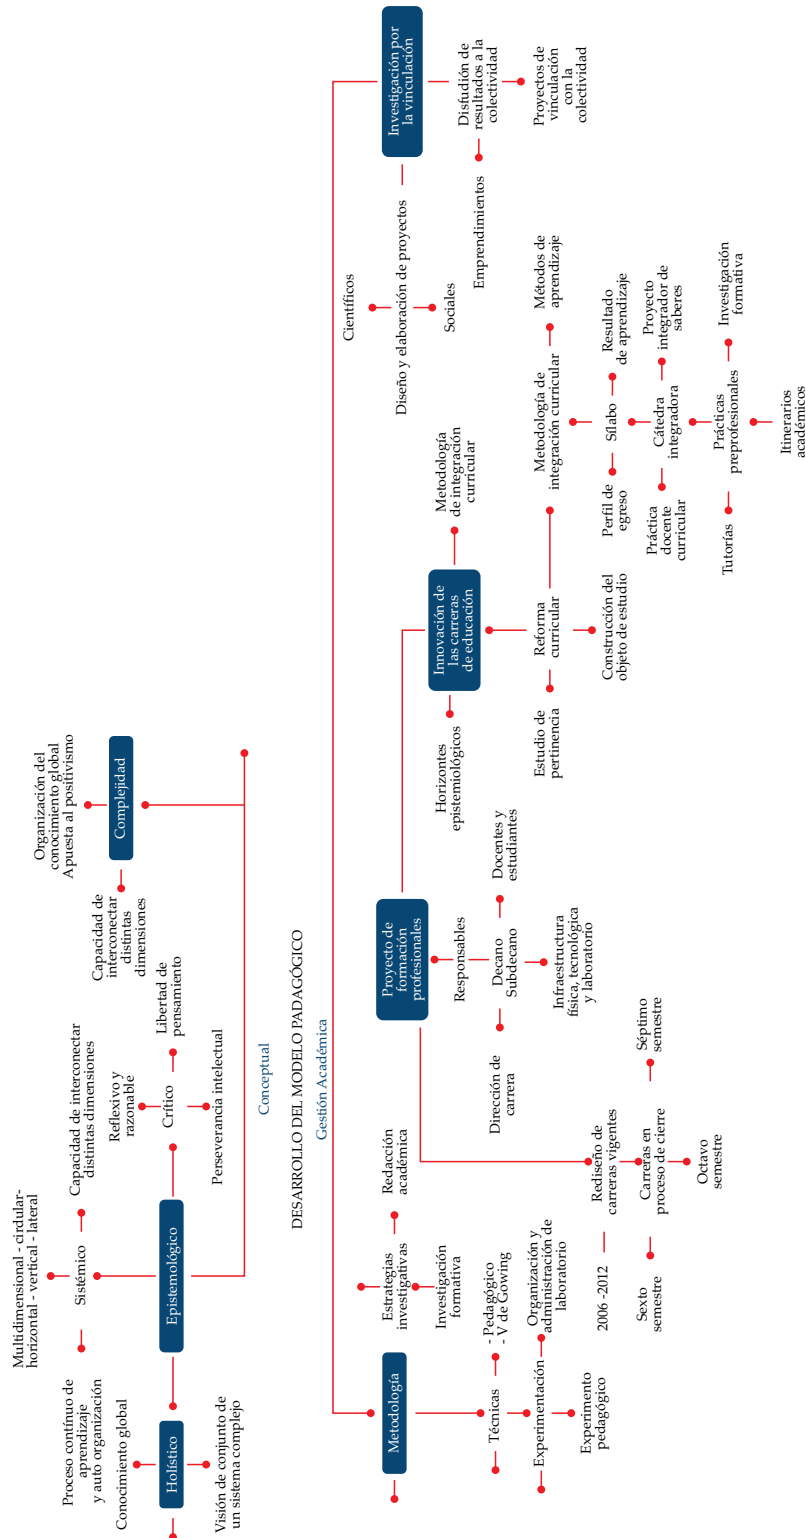 Multidimensional - cirdular-
horizontal - vertical - lateral
Sistémico
Capacidad de interconectar
distintas dimensiones
Proceso contínuo de
aprendizaje
y auto organización
Conocimiento global
Holístico
Visión de conjunto de
un sistema complejo
Epistemológico
Reflexivo y
razonable
Crítico
Libertad de
pensamiento
Perseverancia intelectual
Organización del
conocimiento global
Apuesta al positivismo
Complejidad
Capacidad de
interconectar
distintas
dimensiones
Conceptual
DESARROLLO DEL MODELO PADAGÓGICO
Gestión Académica
Metodología
Estrategias
investigativas
Redacción
académica
Investigación
formativa
Técnicas
- Pedagógico
- V de Gowing
Experimentación
Organización y
administración de
laboratorio
Experimento
pedagógico
Proyecto de
formación
profesionales
Responsables
Decano
Subdecano
Dirección de
carrera
Docentes y
estudiantes
Infraestructura
física, tecnológica
y laboratorio
2006 -2012
Rediseño de
carreras vigentes
Carreras en
proceso de cierre
Sexto
semestre
Séptimo
semestre
Octavo
semestre
Innovación de
las carreras
de educación
Horizontes
epistemiológicos
Metodología
de integración
curricular
Reforma
curricular
Estudio de
pertinencia
Construcción del
objeto de estudio
Metodología de
integración curricular
Métodos de
aprendizaje
Sílabo
Perfil de
egreso
Resultado
de aprendizaje
Cátedra
integradora
Práctica
docente
curricular
Proyecto
integrador de
saberes
Prácticas
preprofesionales
Tutorías
Investigación
formativa
Itinerarios
académicos
Investigación por
la vinculación
Científicos
Diseño y elaboración de proyectos
Sociales
Emprendimientos
Disfudión de
resultados a la
colectividad
Proyectos de
vinculación
con la
colectividad